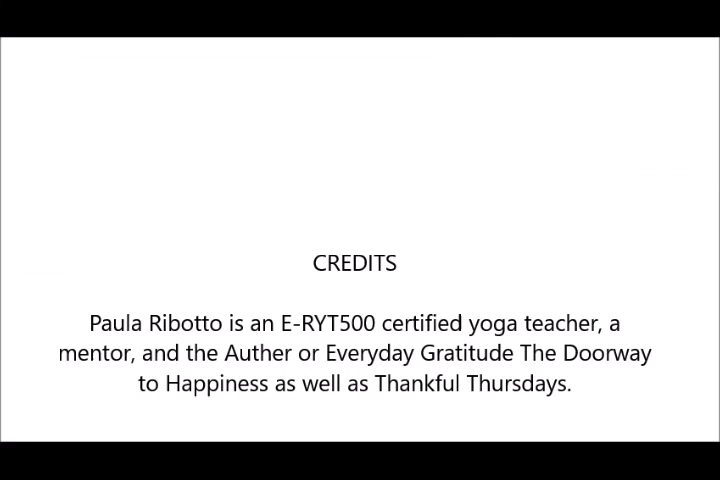 CREDITS
Paula Ribotto is an E-RYT500 certified yoga teacher, a
mentor, and the Auther or Everyday Gratitude The Doorway
to Happiness as well as Thankful Thursdays.